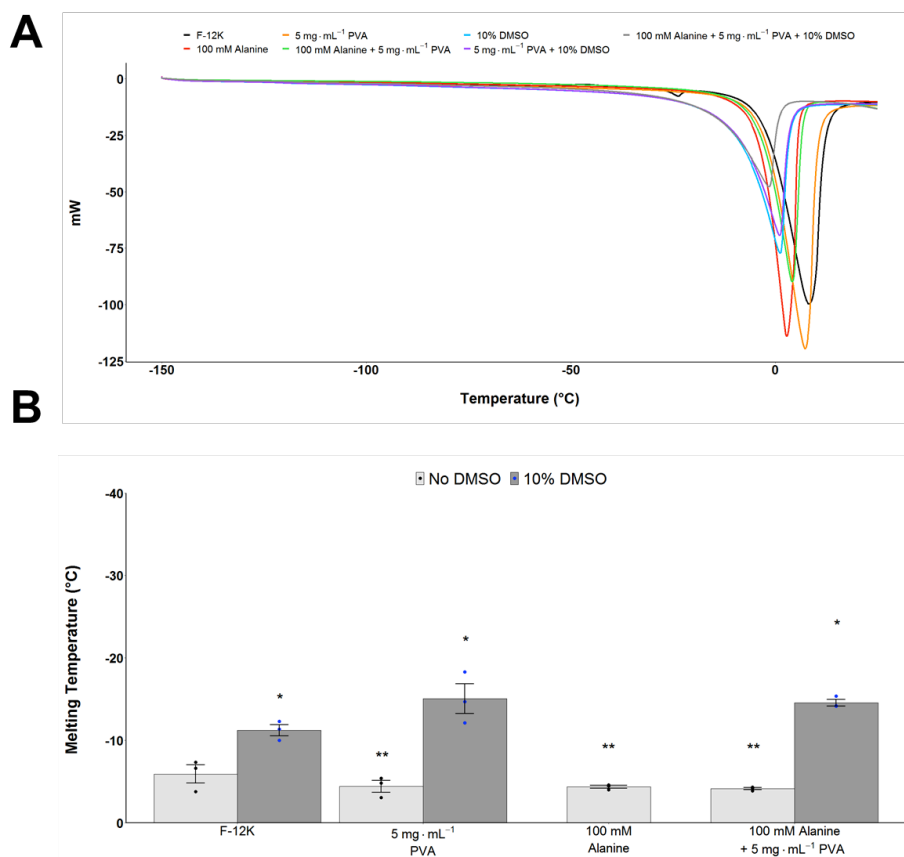 A
F-12K 5 mg · mL⁻¹ PVA 10% DMSO 100 mM Alanine + 5 mg · mL⁻¹ PVA + 10% DMSO
100 mM Alanine 100 mM Alanine + 5 mg · mL⁻¹ PVA 5 mg · mL⁻¹ PVA + 10% DMSO
0
-25
-50
-75
-100
-125
mW
-150 -100 -50 0
Temperature (°C)
B
No DMSO 10% DMSO
-40
-30
-20
-10
0
Melting Temperature (°C)
* * *
** ** **
F-12K 5 mg · mL⁻¹ 100 mM 100 mM Alanine
PVA Alanine + 5 mg · mL⁻¹ PVA